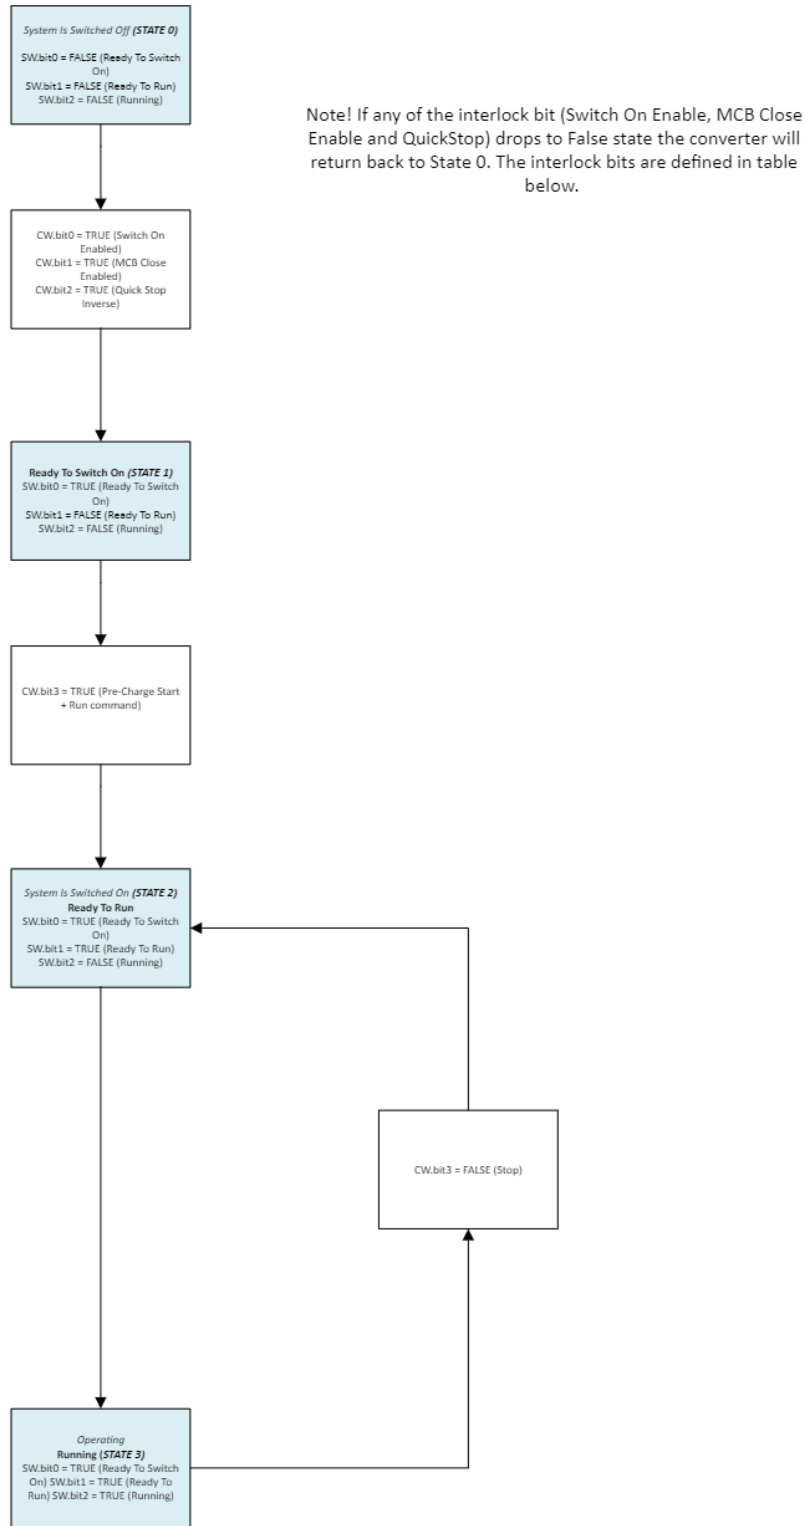 System Is Switched Off (STATE 0)
SW.bit0 = FALSE (Ready To Switch
On)
SW.bit1 = FALSE (Ready To Run)
SW.bit2 = FALSE (Running)
Note! If any of the interlock bit (Switch On Enable, MCB Close
Enable and QuickStop) drops to False state the converter will
return back to State 0. The interlock bits are defined in table
below.
CW.bit0 = TRUE (Switch On
Enabled)
CW.bit1 = TRUE (MCB Close
Enabled)
CW.bit2 = TRUE (Quick Stop
Inverse)
Ready To Switch On (STATE 1)
SW.bit0 = TRUE (Ready To Switch
On)
SW.bit1 = FALSE (Ready To Run)
SW.bit2 = FALSE (Running)
CW.bit3 = TRUE (Pre-Charge Start
+ Run command)
System Is Switched On (STATE 2)
Ready To Run
SW.bit0 = TRUE (Ready To Switch
On)
SW.bit1 = TRUE (Ready To Run)
SW.bit2 = FALSE (Running)
CW.bit3 = FALSE (Stop)
Operating
Running (STATE 3)
SW.bit0 = TRUE (Ready To Switch
On) SW.bit1 = TRUE (Ready To
Run) SW.bit2 = TRUE (Running)